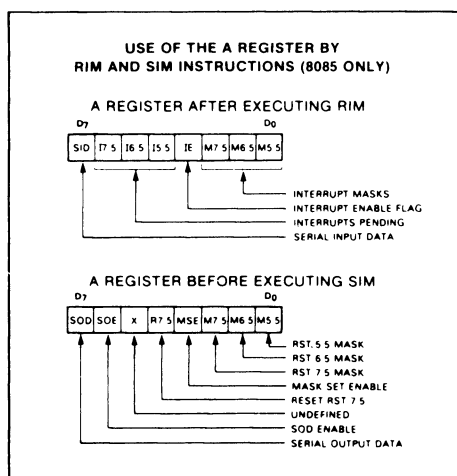 USE OF THE A REGISTER BY
RIM AND SIM INSTRUCTIONS (8085 ONLY)
A REGISTER AFTER EXECUTING RIM
D7 D0
SID I7 5 I6 5 I5 5 IE M7 5 M6 5 M5 5
INTERRUPT MASKS
INTERRUPT ENABLE FLAG
INTERRUPTS PENDING
SERIAL INPUT DATA
A REGISTER BEFORE EXECUTING SIM
D7 D0
SOD SOE X R7 5 MSE M7 5 M6 5 M5 5
RST. 5 5 MASK
RST 6 5 MASK
RST 7 5 MASK
MASK SET ENABLE
RESET RST 7 5
UNDEFINED
SOD ENABLE
SERIAL OUTPUT DATA